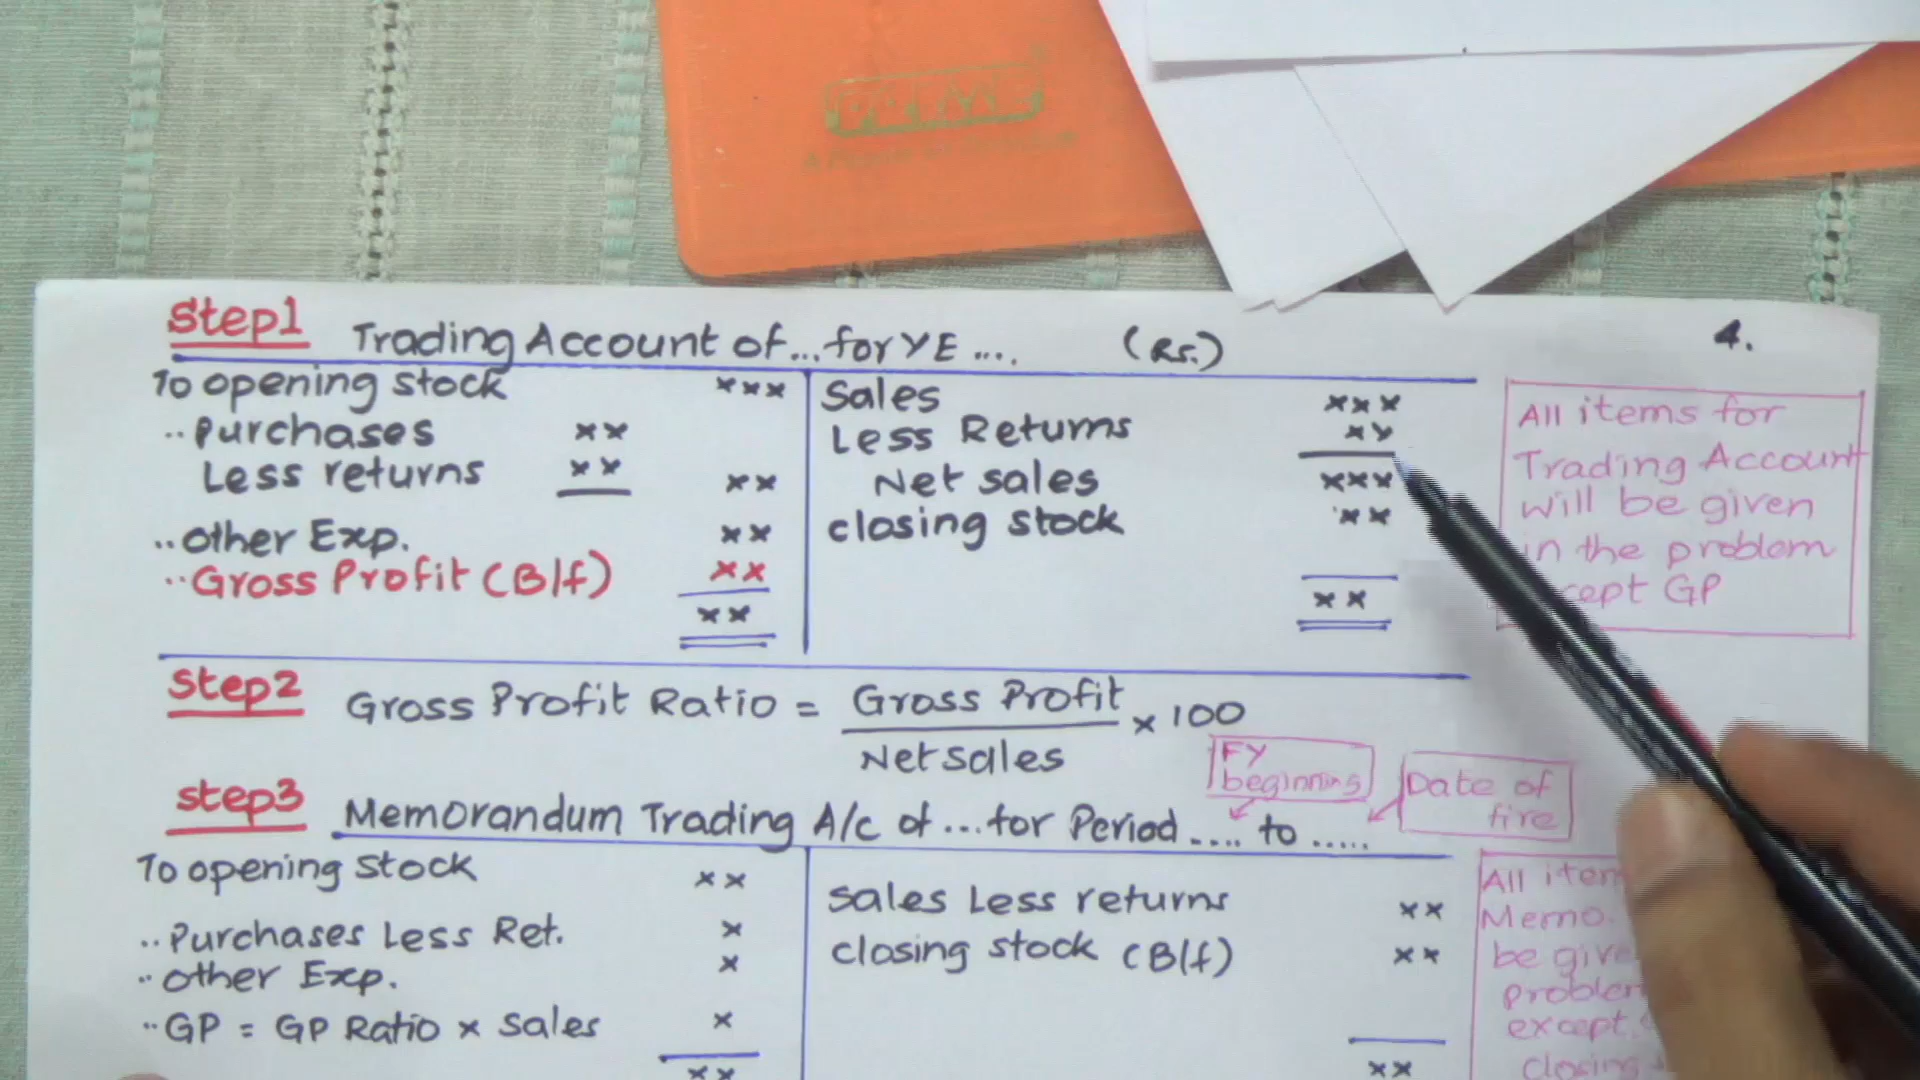 PRIME
Step1 Trading Account of...for YE .... (Rs.) 4.
To opening stock xxx
..Purchases xx
Less returns xx xx
..other Exp. xx
..Gross Profit (B/f) xx
xx
Sales xxx
Less Returns xx
Net sales xxx
closing stock xx
xx
All items for
Trading Account
will be given
in the problem
GP
Step2 Gross Profit Ratio = Gross Profit x 100
Net sales
FY
beginning
Date of
fire
Step3 Memorandum Trading A/c of ...for Period .... to .....
To opening stock xx
..Purchases Less Ret. x
..other Exp. x
..GP = GP Ratio x Sales x
xx
Sales Less returns xx
closing stock (B/f) xx
xx
All
Memo.
be
except
closing